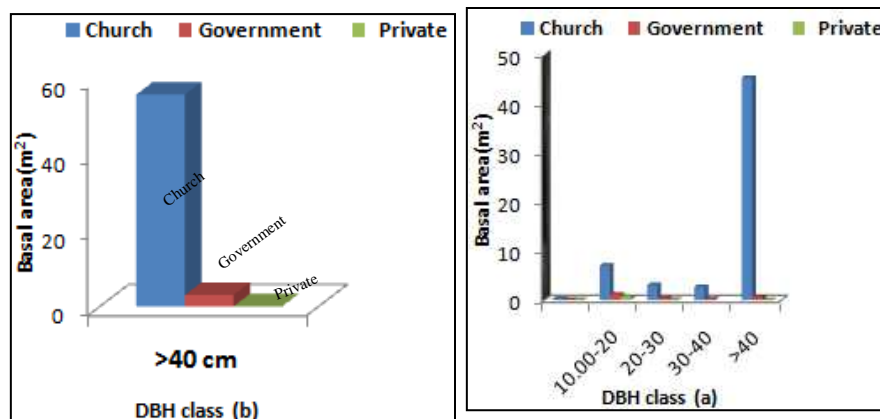 Church Government Private
60
40
20
0
Basal area(m²)
Church
Government
Private
>40 cm
DBH class (b)
Church Government Private
50
40
30
20
10
0
Basal area(m²)
10.00-20
20-30
30-40
>40
DBH class (a)